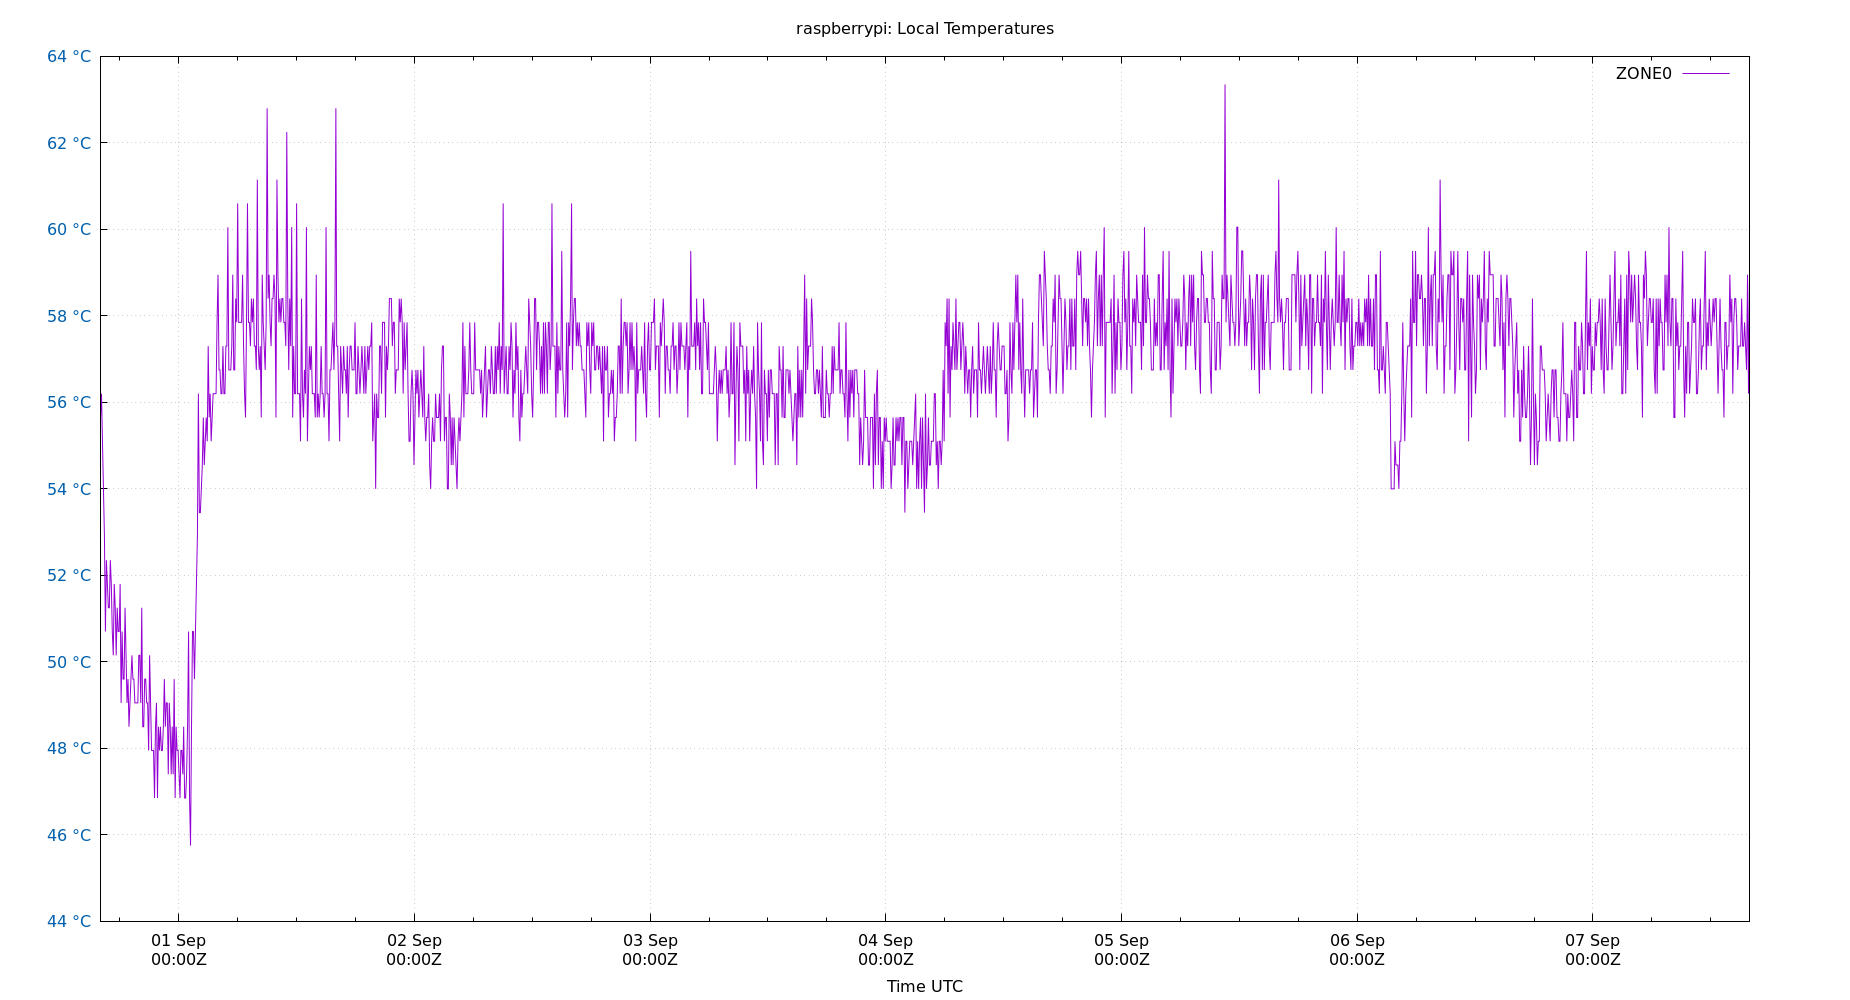 raspberrypi: Local Temperatures
64 °C
ZONE0
62 °C
60 °C
58 °C
56 °C
54 °C
52 °C
50 °C
48 °C
46 °C
44 °C
01 Sep 02 Sep 03 Sep 04 Sep 05 Sep 06 Sep 07 Sep
00:00Z 00:00Z 00:00Z 00:00Z 00:00Z 00:00Z 00:00Z
Time UTC